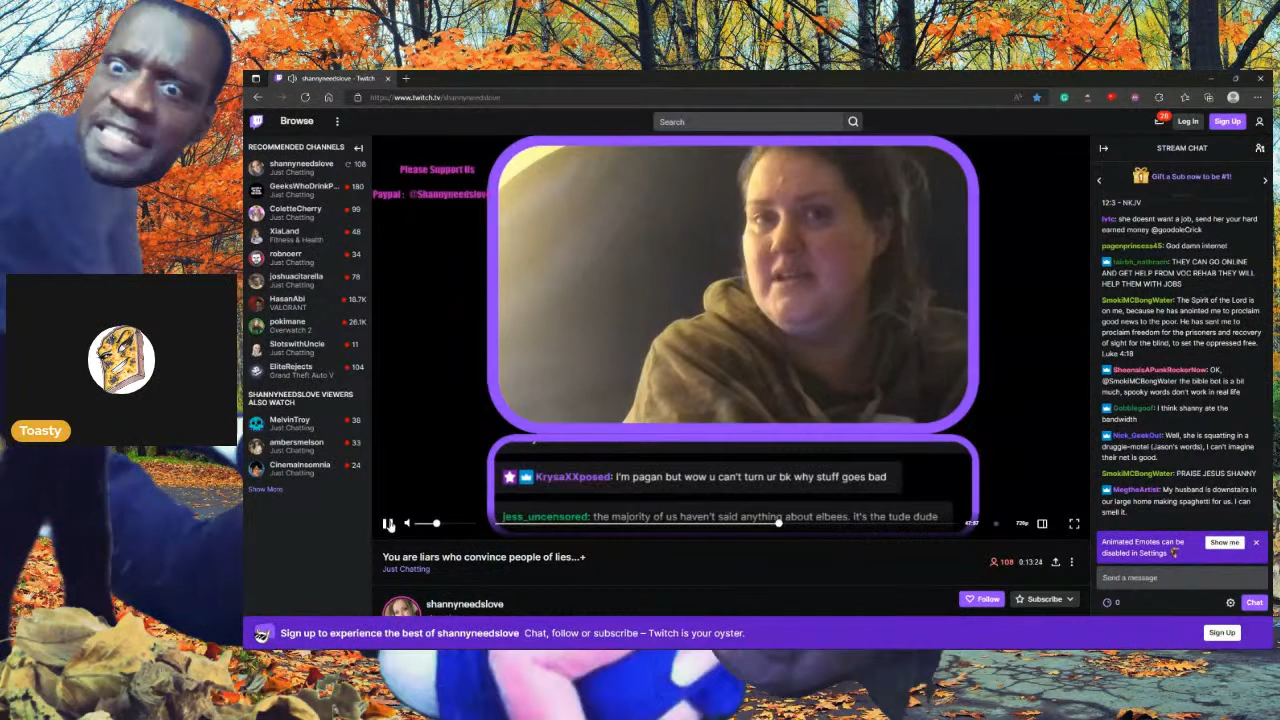 shannyneedslove - Twitch
https://www.twitch.tv/shannyneedslove
Browse
Search
28
Log In
Sign Up
RECOMMENDED CHANNELS
shannyneedslove
108
Just Chatting
GeeksWhoDrinkP...
180
Just Chatting
ColetteCherry
99
Just Chatting
XiaLand
48
Fitness & Health
robnoerr
34
Just Chatting
joshuacitarella
78
Just Chatting
HasanAbi
18.7K
VALORANT
pokimane
26.1K
Overwatch 2
SlotswithUncle
11
Just Chatting
EliteRejects
104
Grand Theft Auto V
SHANNYNEEDSLOVE VIEWERS
ALSO WATCH
MelvinTroy
38
Just Chatting
ambersmelson
33
Just Chatting
CinemaInsomnia
24
Just Chatting
Show More
Toasty
Please Support Us
Paypal: @Shannyneedslov
KrysaXXposed: I'm pagan but wow u can't turn ur bk why stuff goes bad
jess_uncensored: the majority of us haven't said anything about elbees. it's the tude dude
720p
You are liars who convince people of lies...+
Just Chatting
108
0:13:24
shannyneedslove
Follow
Subscribe
STREAM CHAT
Gift a Sub now to be #1!
12:3 - NKJV
she doesnt want a job, send her your hard
earned money @goodoleCrick
pagenprincess45: God damn internet
THEY CAN GO ONLINE
AND GET HELP FROM VOC REHAB THEY WILL
HELP THEM WITH JOBS
SmokiMCBongWater: The Spirit of the Lord is
on me, because he has anointed me to proclaim
good news to the poor. He has sent me to
proclaim freedom for the prisoners and recovery
of sight for the blind, to set the oppressed free.
Luke 4:18
SheenaisAPunkRockerNow: OK,
@SmokiMCBongWater the bible bot is a bit
much, spooky words don't work in real life
Gobblegoof: I think shanny ate the
bandwidth
Nick_GeekOut: Well, she is squatting in a
druggie-motel (Jason's words), I can't imagine
their net is good.
SmokiMCBongWater: PRAISE JESUS SHANNY
MegtheArtist: My husband is downstairs in
our large home making spaghetti for us. I can
smell it.
Animated Emotes can be
disabled in Settings
Show me
Send a message
0
Chat
Sign up to experience the best of shannyneedslove Chat, follow or subscribe – Twitch is your oyster.
Sign Up